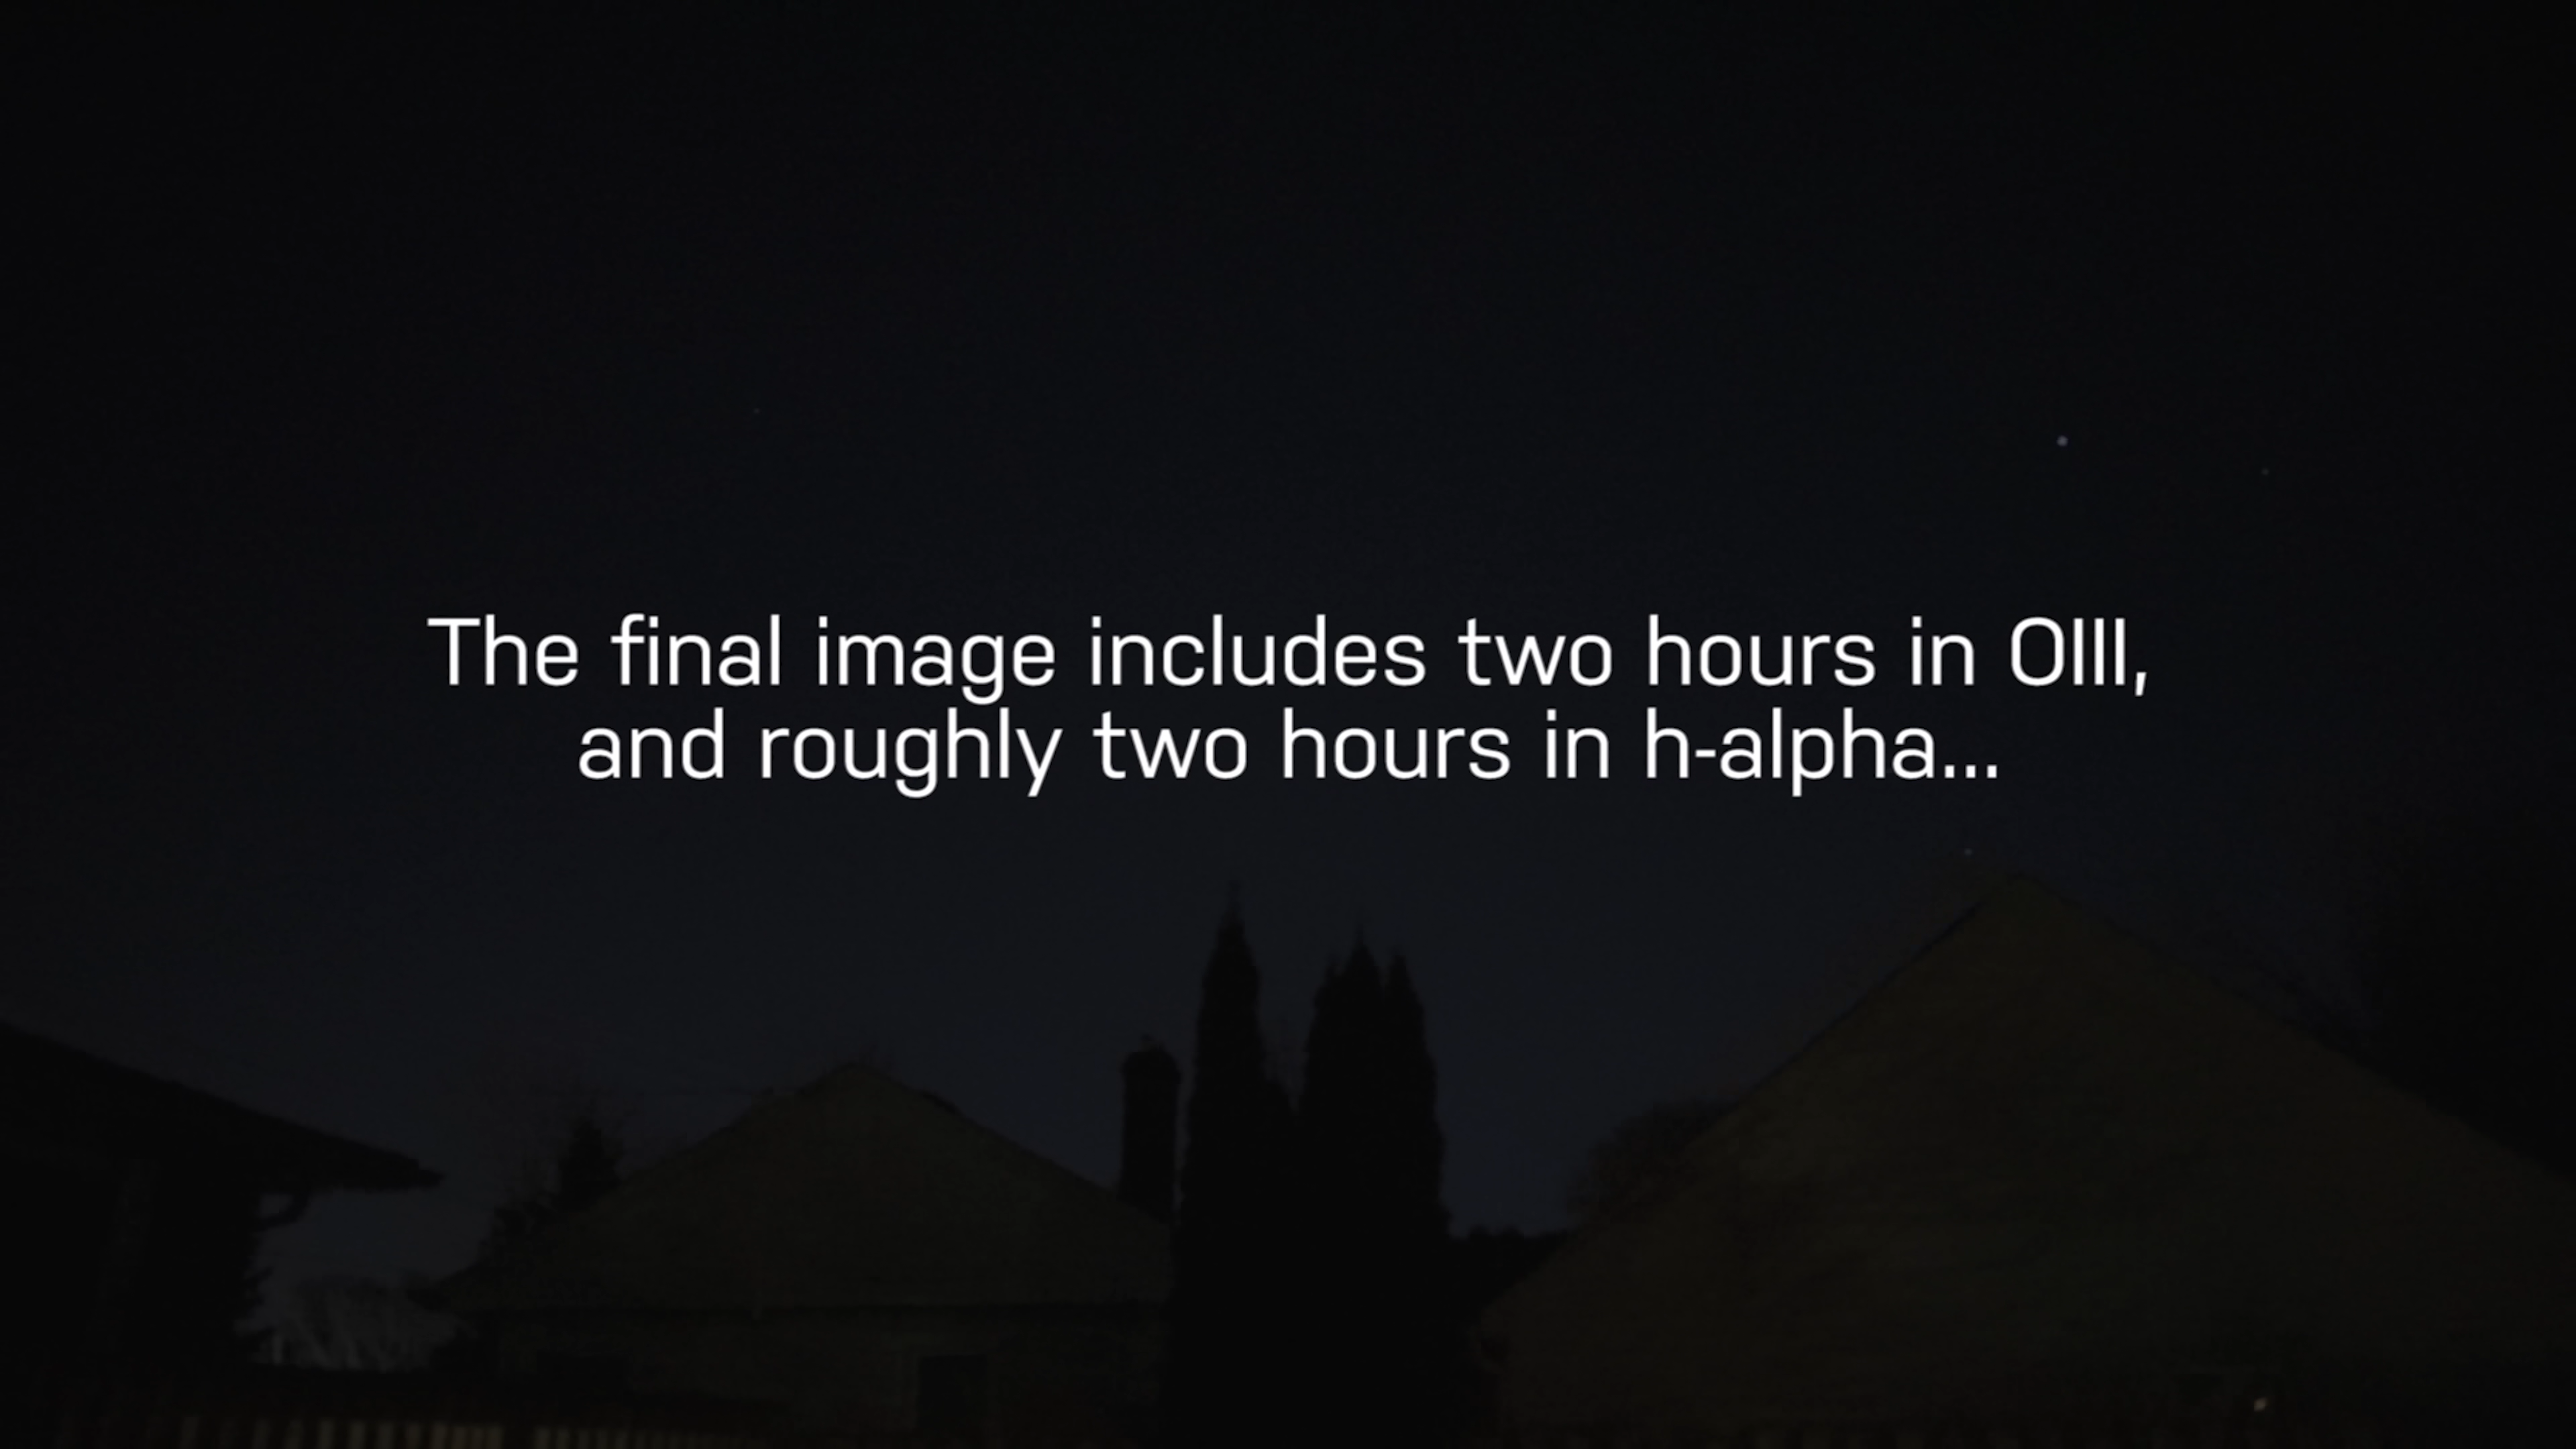 The final image includes two hours in OIII,
and roughly two hours in h-alpha...